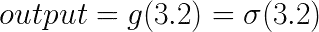 output = g(3.2) = σ(3.2)